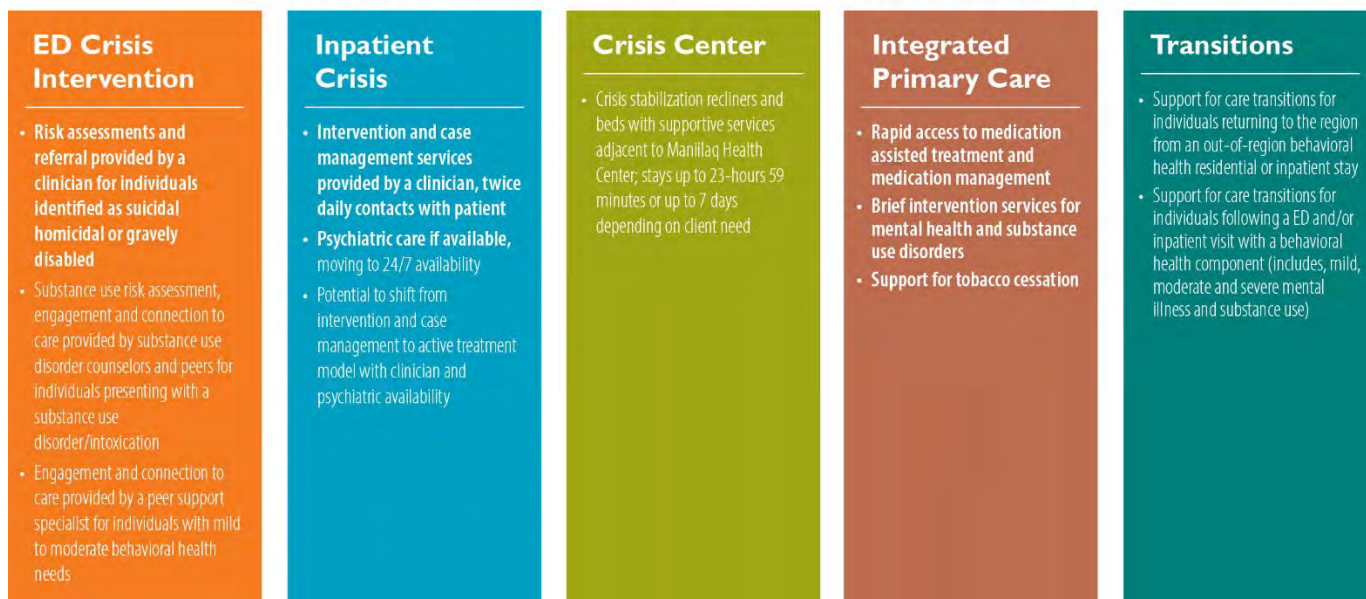 ED Crisis
Intervention
• Risk assessments and
referral provided by a
clinician for individuals
identified as suicidal
homicidal or gravely
disabled
• Substance use risk assessment,
engagement and connection to
care provided by substance use
disorder counselors and peers for
individuals presenting with a
substance use
disorder/intoxication
• Engagement and connection to
care provided by a peer support
specialist for individuals with mild
to moderate behavioral health
needs
Inpatient
Crisis
• Intervention and case
management services
provided by a clinician, twice
daily contacts with patient
• Psychiatric care if available,
moving to 24/7 availability
• Potential to shift from
intervention and case
management to active treatment
model with clinician and
psychiatric availability
Crisis Center
• Crisis stabilization recliners and
beds with supportive services
adjacent to Maniilaq Health
Center; stays up to 23-hours 59
minutes or up to 7 days
depending on client need
Integrated
Primary Care
• Rapid access to medication
assisted treatment and
medication management
• Brief intervention services for
mental health and substance
use disorders
• Support for tobacco cessation
Transitions
• Support for care transitions for
individuals returning to the region
from an out-of-region behavioral
health residential or inpatient stay
• Support for care transitions for
individuals following a ED and/or
inpatient visit with a behavioral
health component (includes, mild,
moderate and severe mental
illness and substance use)